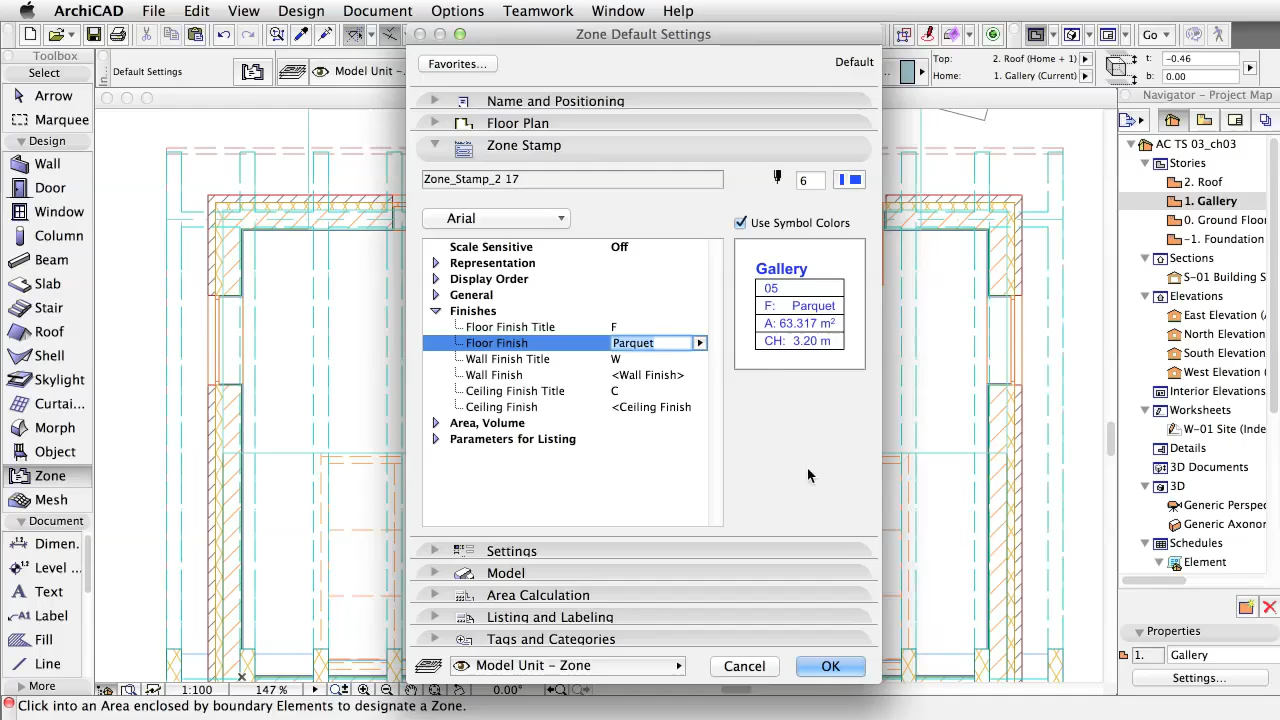 ArchiCAD File Edit View Design Document Options Teamwork Window Help
Go
Toolbox
Select
Arrow
Marquee
Design
Wall
Door
Window
Column
Beam
Slab
Stair
Roof
Shell
Skylight
Curtai...
Morph
Object
Zone
Mesh
Document
Dimen.
Level ...
Text
Label
Fill
Line
More
Default Settings
Model Unit -
Zone Default Settings
Favorites...
Default
Name and Positioning
Floor Plan
Zone Stamp
Zone_Stamp_2 17
6
Arial
Use Symbol Colors
Scale Sensitive Off
Representation
Display Order
General
Finishes
Floor Finish Title F
Floor Finish Parquet
Wall Finish Title W
Wall Finish <Wall Finish>
Ceiling Finish Title C
Ceiling Finish <Ceiling Finish
Area, Volume
Parameters for Listing
Gallery
05
F: Parquet
A: 63.317 m²
CH: 3.20 m
Settings
Model
Area Calculation
Listing and Labeling
Tags and Categories
Model Unit - Zone
Cancel
OK
Top: 2. Roof (Home + 1)
Home: 1. Gallery (Current)
t: -0.46
b: 0.00
Navigator - Project Map
AC TS 03_ch03
Stories
2. Roof
1. Gallery
0. Ground Floor
-1. Foundation
Sections
S-01 Building S
Elevations
East Elevation (
North Elevation
South Elevation
West Elevation (
Interior Elevations
Worksheets
W-01 Site (Inde
Details
3D Documents
3D
Generic Perspe
Generic Axonor
Schedules
Element
Properties
1. Gallery
Settings...
1:100 147 % 0.00°
Click into an Area enclosed by boundary Elements to designate a Zone.